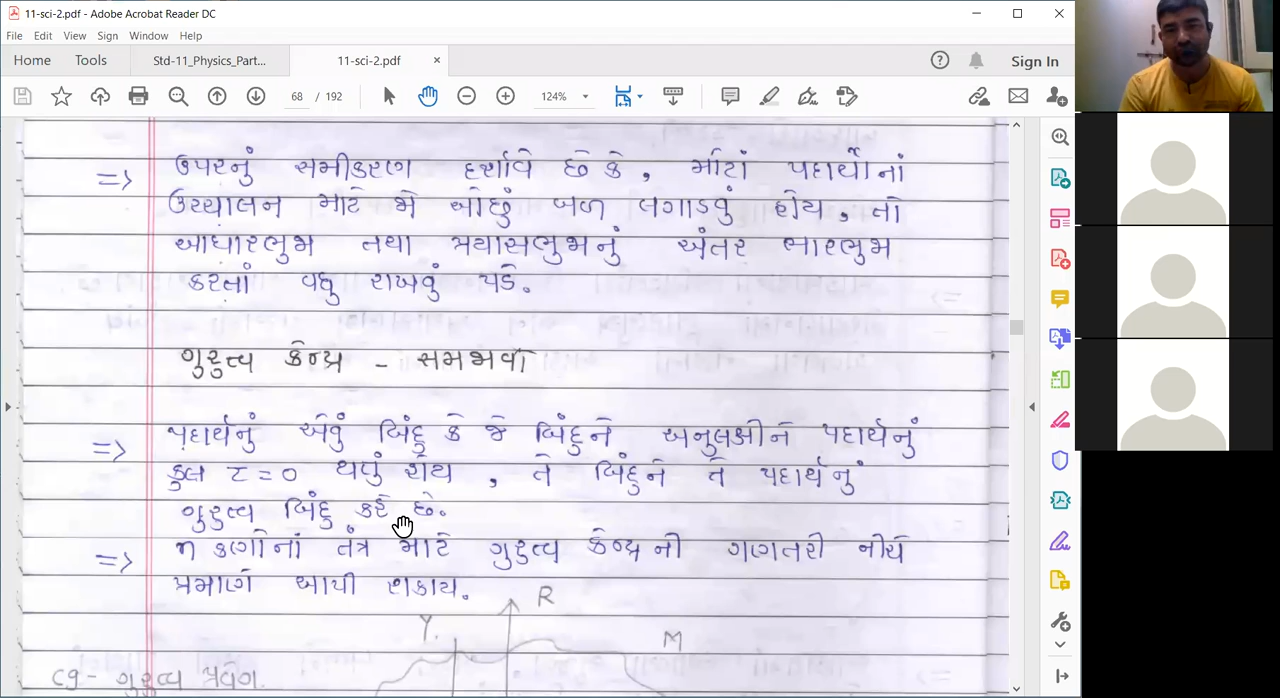 11-sci-2.pdf - Adobe Acrobat Reader DC
File Edit View Sign Window Help
Home Tools Std-11_Physics_Part... 11-sci-2.pdf × Sign In
68 / 192 124%
=> ઉપરનું સમીકરણ દર્શાવે છે કે, મોટાં પદાર્થોનાં
ઉચ્ચાલન માટે જો ઓછું બળ લગાડવું હોય, તો
આધારભુજ તથા પ્રયાસભુજનું અંતર ભારભુજ
કરતાં વધુ રાખવું પડે.
ગુરુત્વ કેન્દ્ર - સમજાવો
=> પદાર્થનું એવું બિંદુ કે જે બિંદુને અનુલક્ષીને પદાર્થનું
કુલ τ = 0 થતું હોય, તે બિંદુને તે પદાર્થનું
ગુરુત્વ બિંદુ કહે છે.
=> n કણોનાં તંત્ર માટે ગુરુત્વ કેન્દ્રની ગણતરી નીચે
પ્રમાણે આપી શકાય.
R
Y.
M
cg - ગુરુત્વ પ્રવેગ.